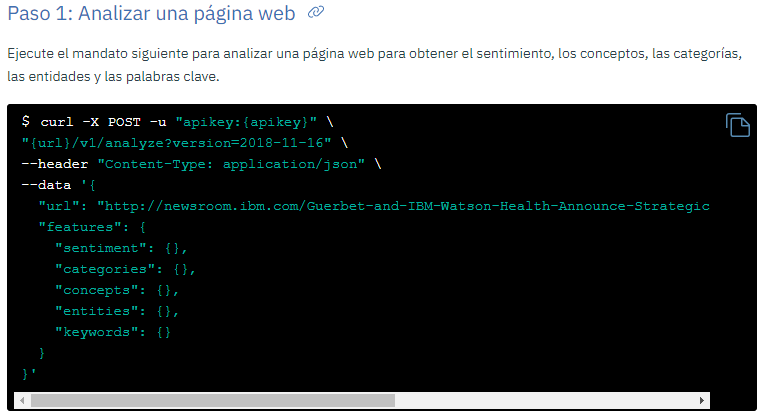 Paso 1: Analizar una página web
Ejecute el mandato siguiente para analizar una página web para obtener el sentimiento, los conceptos, las categorías,
las entidades y las palabras clave.
$ curl -X POST -u "apikey:{apikey}" \
"{url}/v1/analyze?version=2018-11-16" \
--header "Content-Type: application/json" \
--data '{
  "url": "http://newsroom.ibm.com/Guerbet-and-IBM-Watson-Health-Announce-Strategic
  "features": {
    "sentiment": {},
    "categories": {},
    "concepts": {},
    "entities": {},
    "keywords": {}
  }
}'